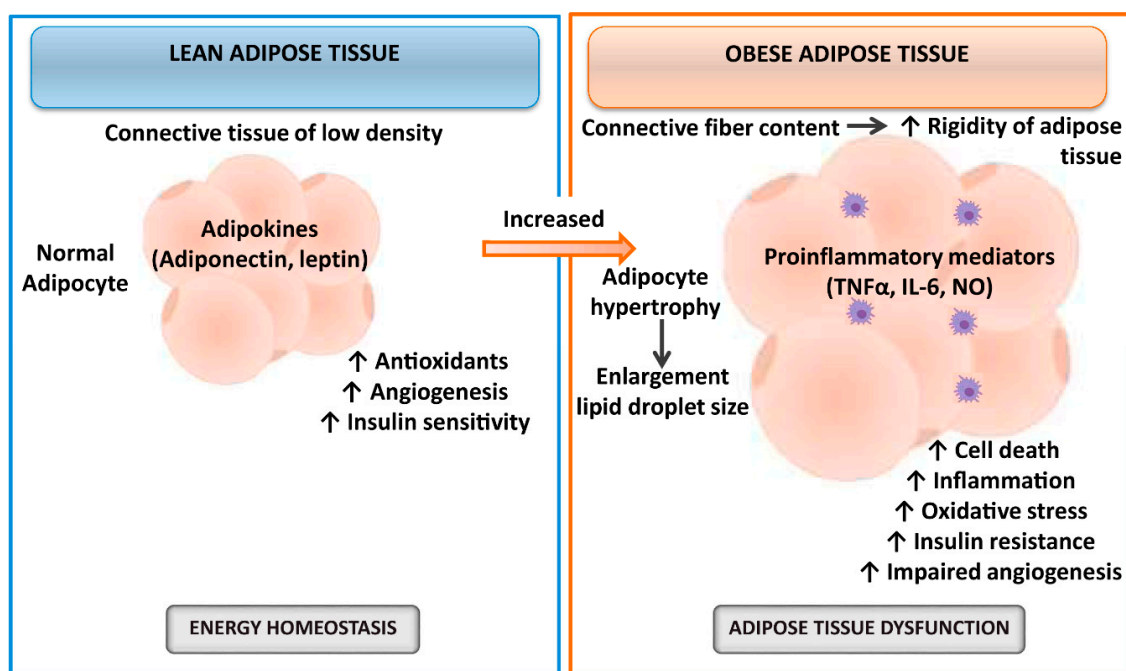 LEAN ADIPOSE TISSUE
Connective tissue of low density
Adipokines
(Adiponectin, leptin)
Normal
Adipocyte
↑ Antioxidants
↑ Angiogenesis
↑ Insulin sensitivity
ENERGY HOMEOSTASIS
Increased
OBESE ADIPOSE TISSUE
Connective fiber content → ↑ Rigidity of adipose
tissue
Proinflammatory mediators
(TNFα, IL-6, NO)
Adipocyte
hypertrophy
↓
Enlargement
lipid droplet size
↑ Cell death
↑ Inflammation
↑ Oxidative stress
↑ Insulin resistance
↑ Impaired angiogenesis
ADIPOSE TISSUE DYSFUNCTION